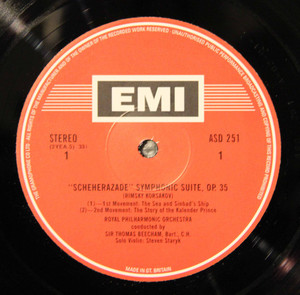 EMI
STEREO
ASD 251
1
1
"SCHEHERAZADE" SYMPHONIC SUITE, OP. 35
(RIMSKY KORSAKOV)
(1)—1st Movement: The Sea and Sinbad's Ship
(2)—2nd Movement: The Story of the Kalender Prince
ROYAL PHILHARMONIC ORCHESTRA
conducted by
SIR THOMAS BEECHAM, Bart., C.H.
Solo Violin: Steven Staryk
MADE IN GT. BRITAIN